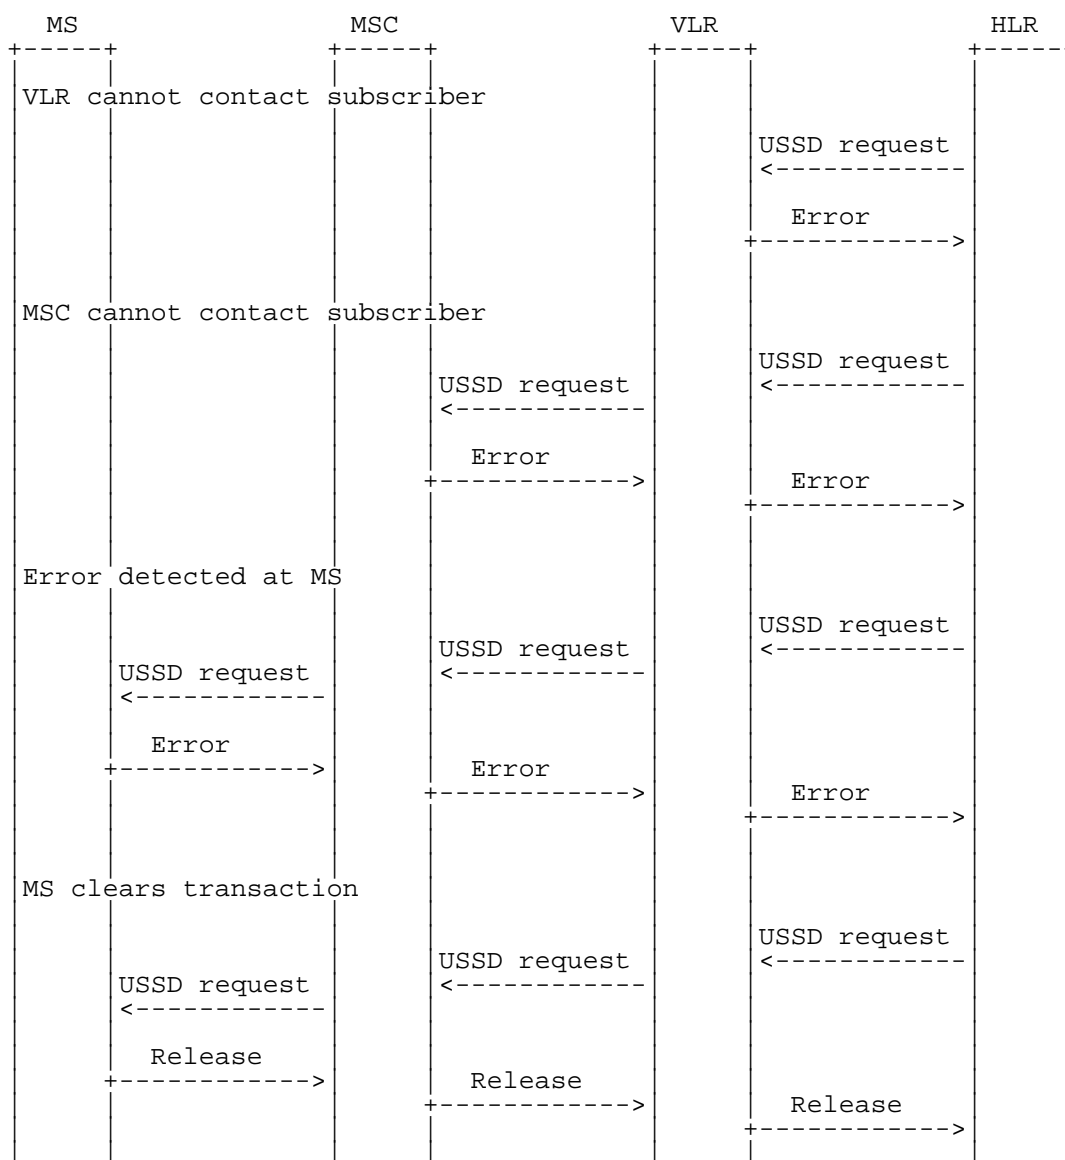 MS MSC VLR HLR
VLR cannot contact subscriber
USSD request
Error
MSC cannot contact subscriber
USSD request
USSD request
Error
Error
Error detected at MS
USSD request
USSD request
USSD request
Error
Error
Error
MS clears transaction
USSD request
USSD request
USSD request
Release
Release
Release